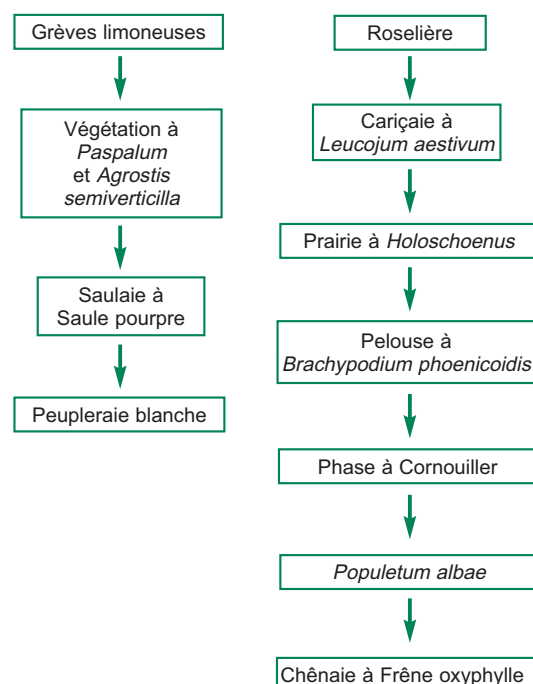 Grèves limoneuses
Végétation à
Paspalum
et Agrostis
semiverticilla
Saulaie à
Saule pourpre
Peupleraie blanche
Roselière
Cariçaie à
Leucojum aestivum
Prairie à Holoschoenus
Pelouse à
Brachypodium phoenicoidis
Phase à Cornouiller
Populetum albae
Chênaie à Frêne oxyphylle